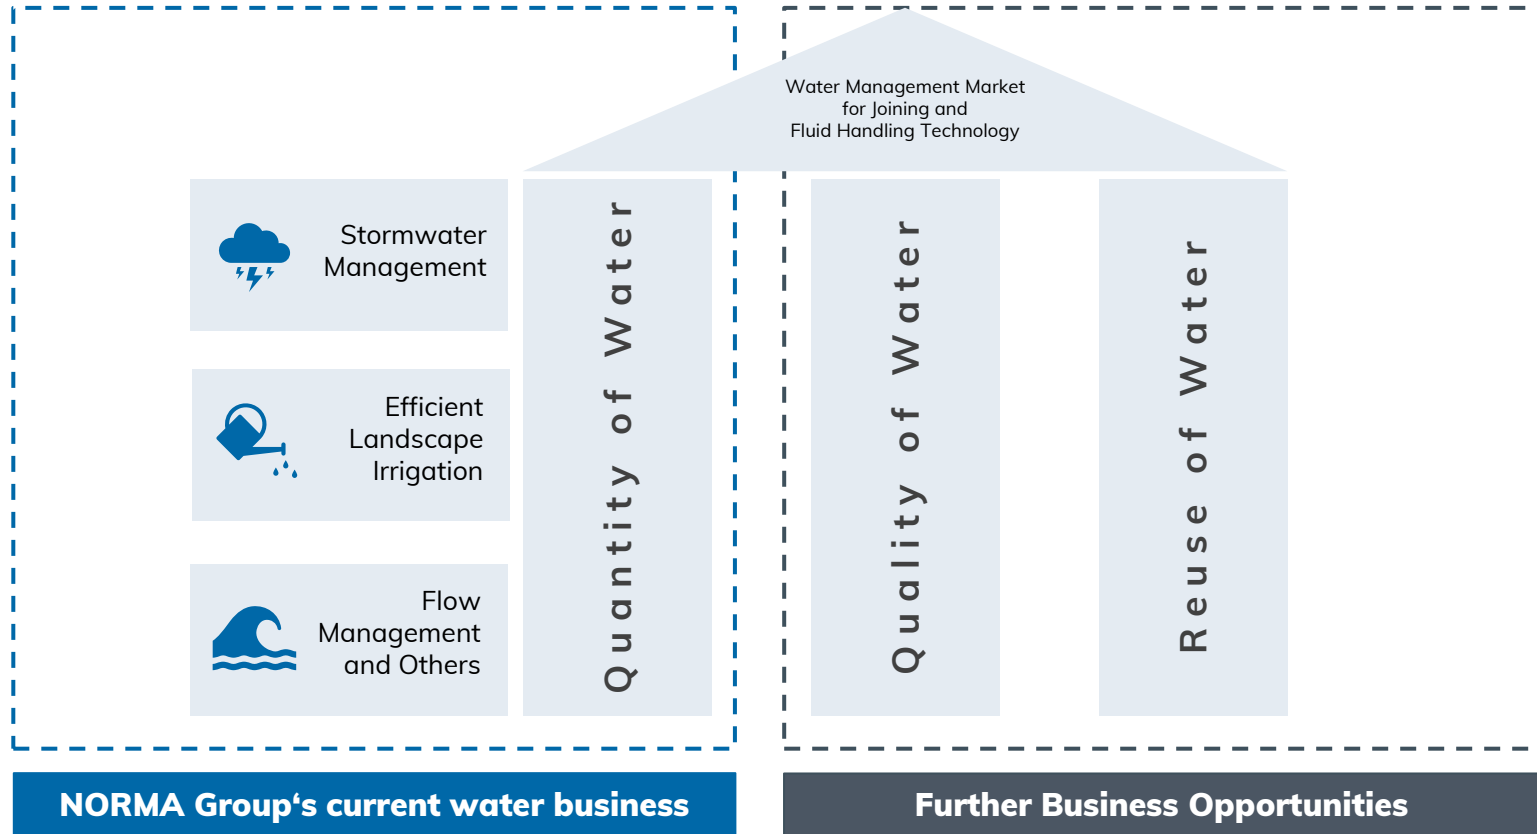 Water Management Market
for Joining and
Fluid Handling Technology
Stormwater
Management
Efficient
Landscape
Irrigation
Flow
Management
and Others
Quantity of Water
Quality of Water
Reuse of Water
NORMA Group‘s current water business
Further Business Opportunities